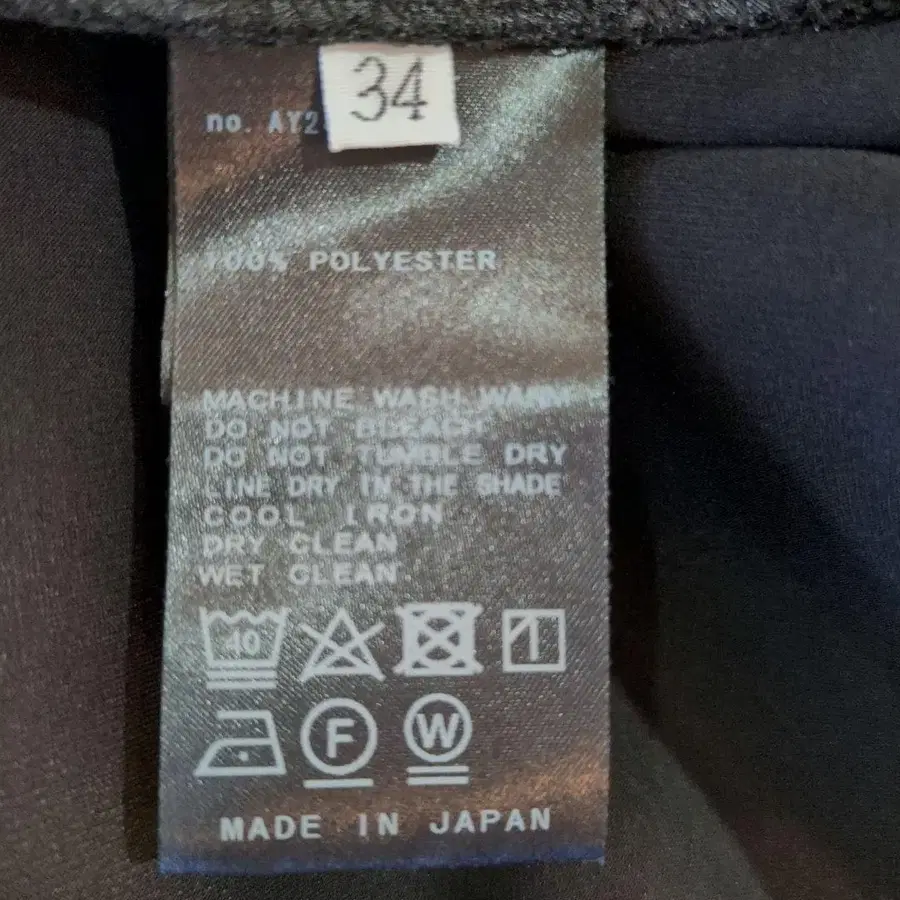 34
no. AY2
100% POLYESTER
MACHINE WASH WARM
DO NOT BLEACH
DO NOT TUMBLE DRY
LINE DRY IN THE SHADE
COOL IRON
DRY CLEAN
WET CLEAN
40
F W
MADE IN JAPAN